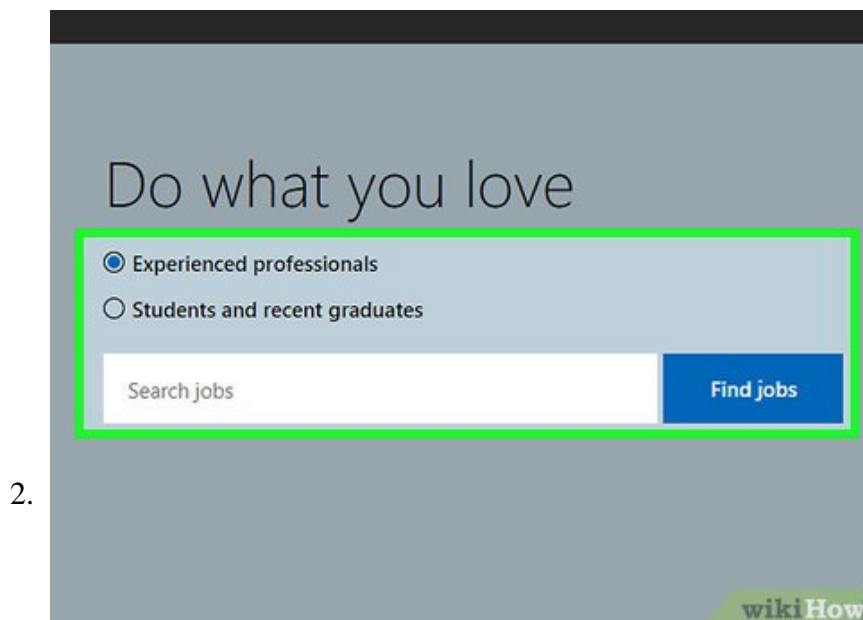 Do what you love
Experienced professionals
Students and recent graduates
Search jobs
Find jobs
2.
wikiHow